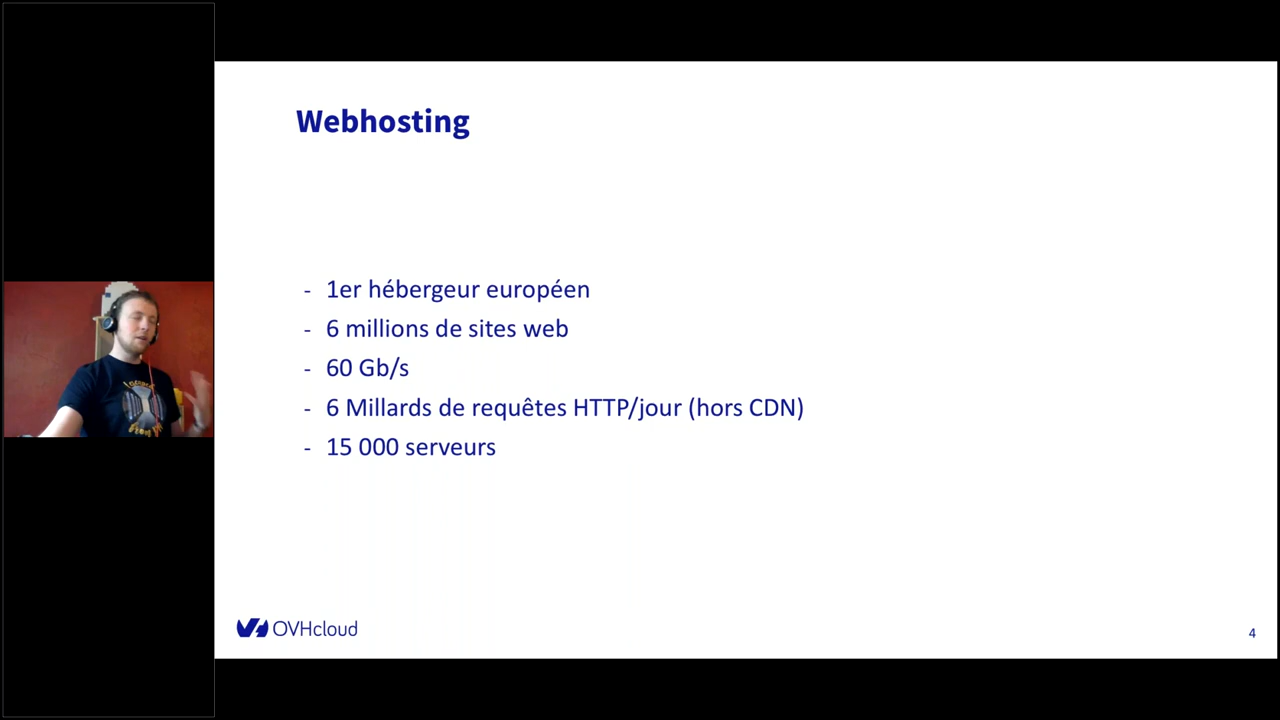 Webhosting
- 1er hébergeur européen
- 6 millions de sites web
- 60 Gb/s
- 6 Millards de requêtes HTTP/jour (hors CDN)
- 15 000 serveurs
OVHcloud
4